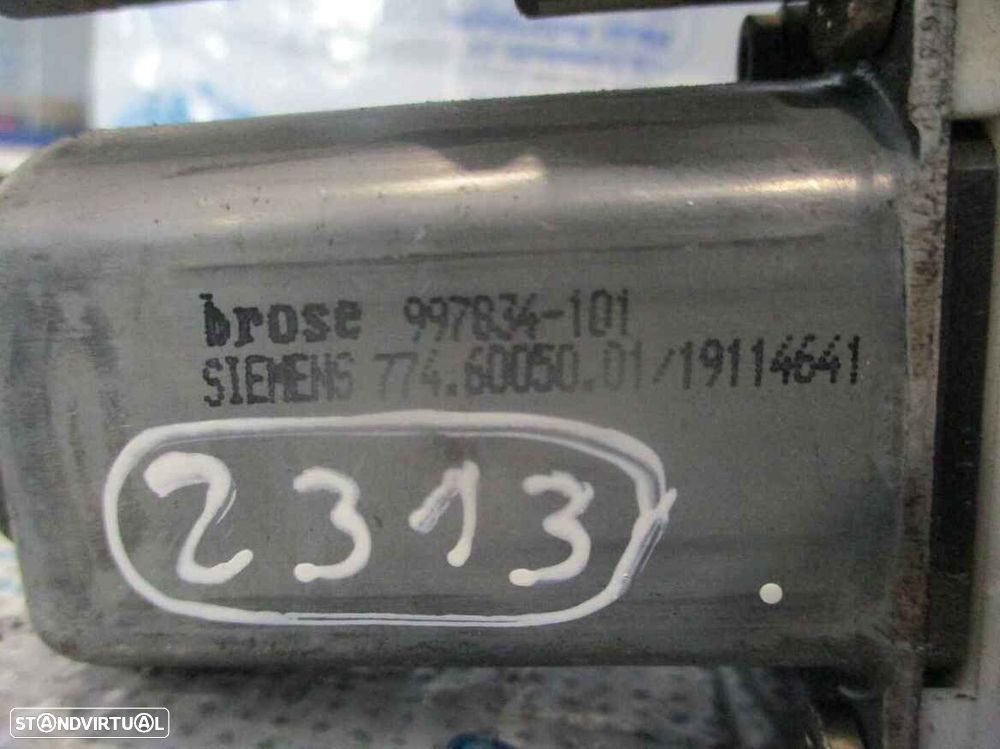 brose 997834-101
SIEMENS 774.60050.01/19114641
2313
STANDVIRTUAL